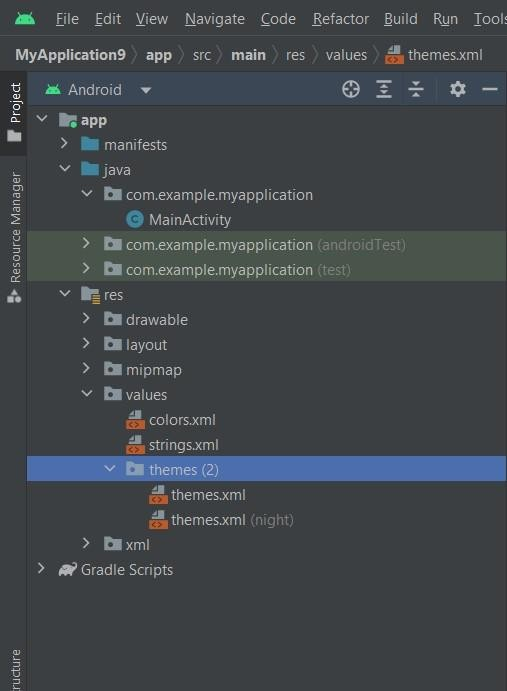 File Edit View Navigate Code Refactor Build Run Tools
MyApplication9 app src main res values themes.xml
Project
Android
app
manifests
java
com.example.myapplication
MainActivity
com.example.myapplication (androidTest)
com.example.myapplication (test)
Resource Manager
res
drawable
layout
mipmap
values
colors.xml
strings.xml
themes (2)
themes.xml
themes.xml (night)
xml
Gradle Scripts
ructure